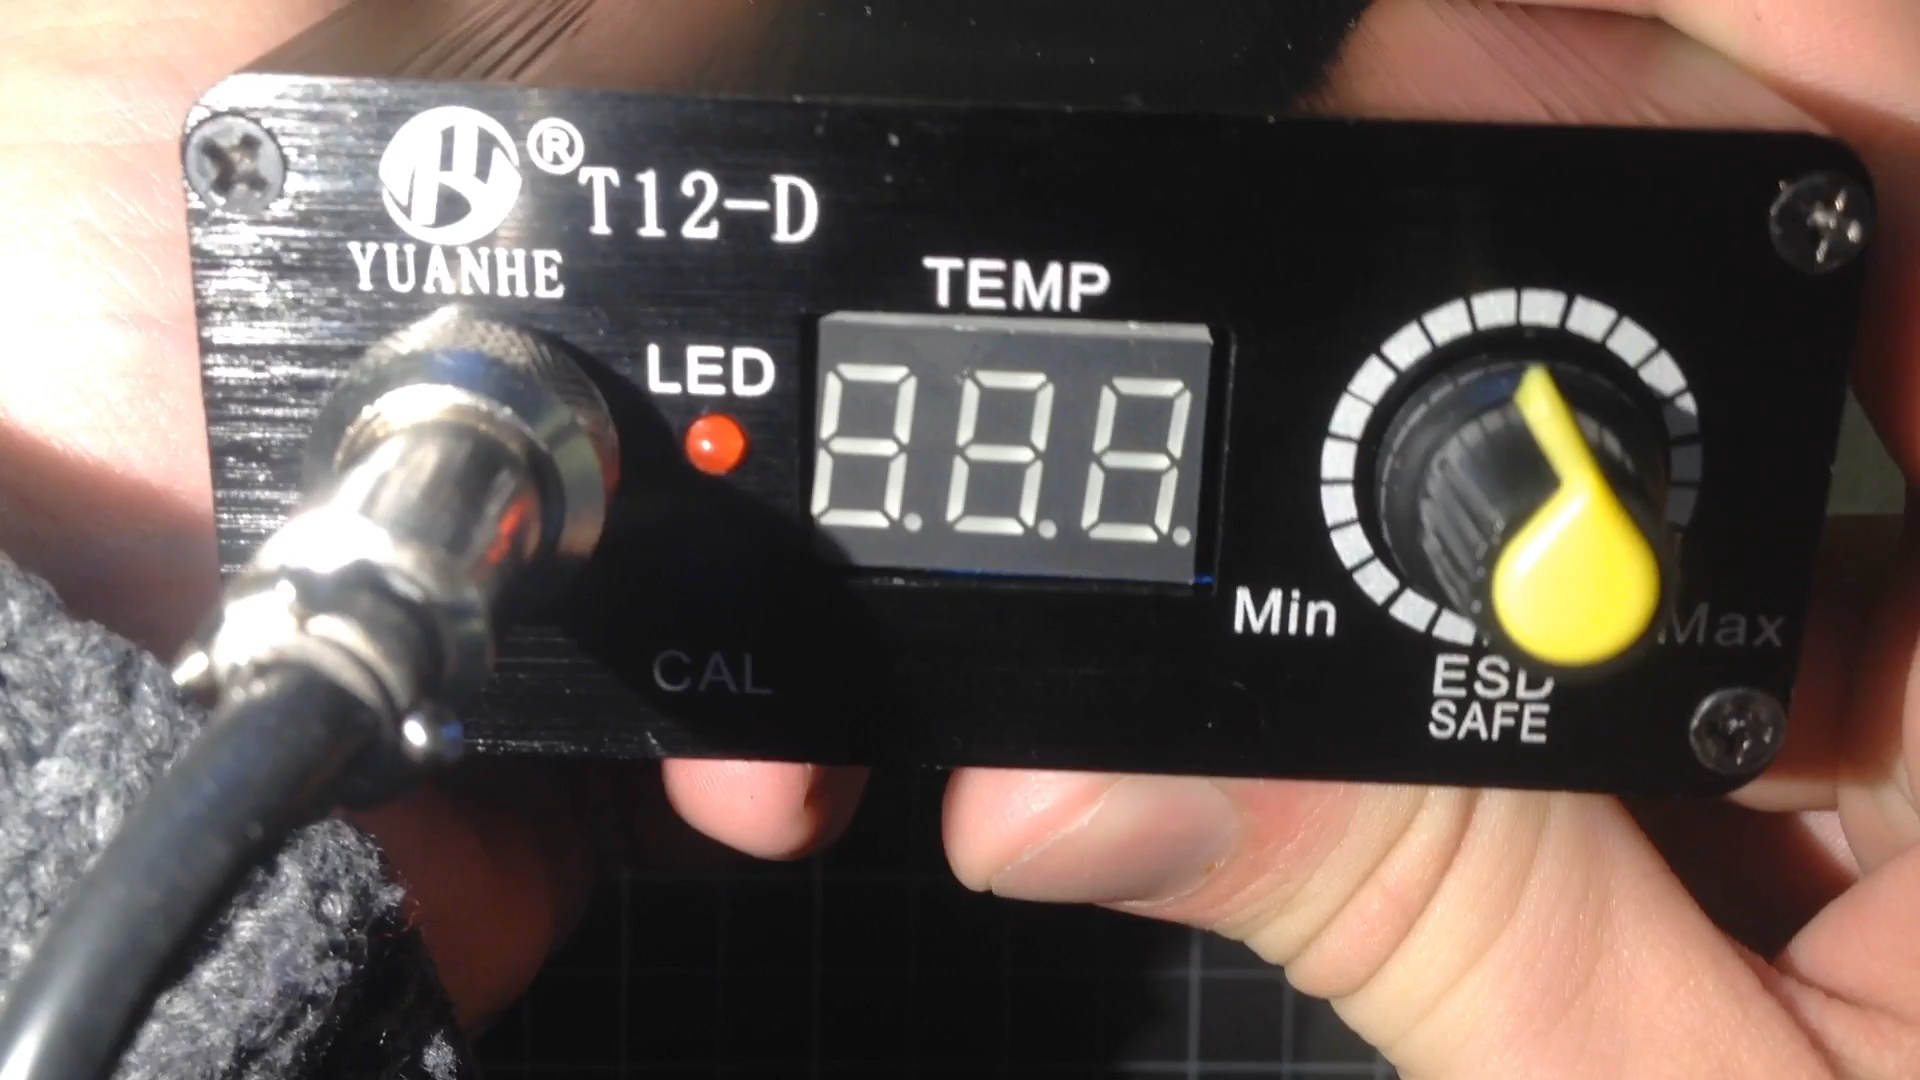 ® T12-D
YUANHE
TEMP
LED
Min
Max
CAL
ESD
SAFE